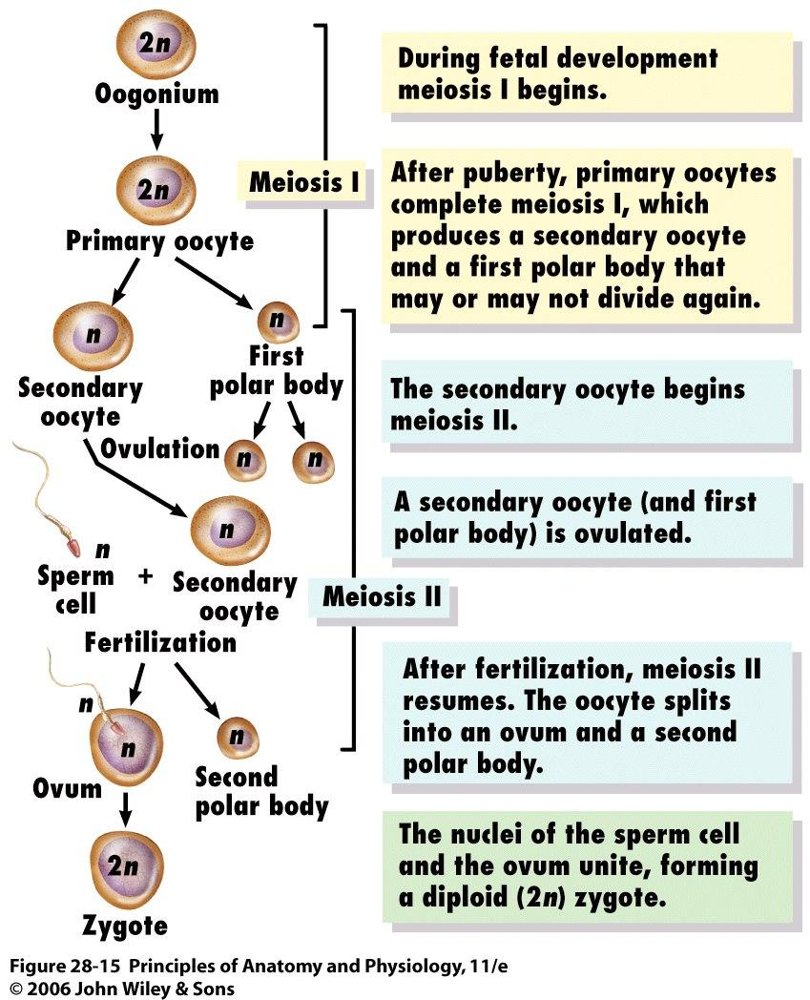 2n
Oogonium
During fetal development
meiosis I begins.
2n
Primary oocyte
Meiosis I
After puberty, primary oocytes
complete meiosis I, which
produces a secondary oocyte
and a first polar body that
may or may not divide again.
n
Secondary
oocyte
n
First
polar body
The secondary oocyte begins
meiosis II.
Ovulation
n
n
A secondary oocyte (and first
polar body) is ovulated.
n
Sperm
cell
+
n
Secondary
oocyte
Meiosis II
Fertilization
After fertilization, meiosis II
resumes. The oocyte splits
into an ovum and a second
polar body.
n
n
Ovum
n
Second
polar body
The nuclei of the sperm cell
and the ovum unite, forming
a diploid (2n) zygote.
2n
Zygote
Figure 28-15 Principles of Anatomy and Physiology, 11/e
© 2006 John Wiley & Sons